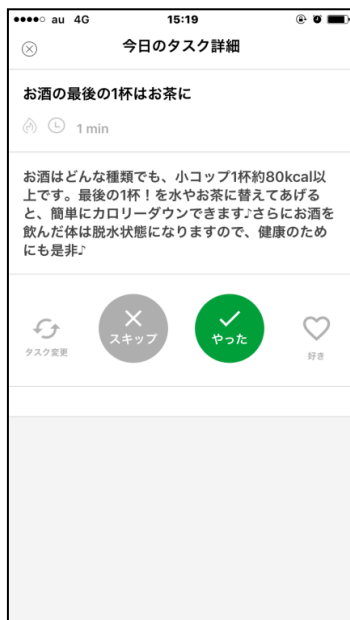 au 4G 15:19
今日のタスク詳細
お酒の最後の1杯はお茶に
1 min
お酒はどんな種類でも、小コップ1杯約80kcal以
上です。最後の1杯！を水やお茶に替えてあげる
と、簡単にカロリーダウンできます♪さらにお酒を
飲んだ体は脱水状態になりますので、健康のため
にも是非♪
タスク変更
スキップ
やった
好き